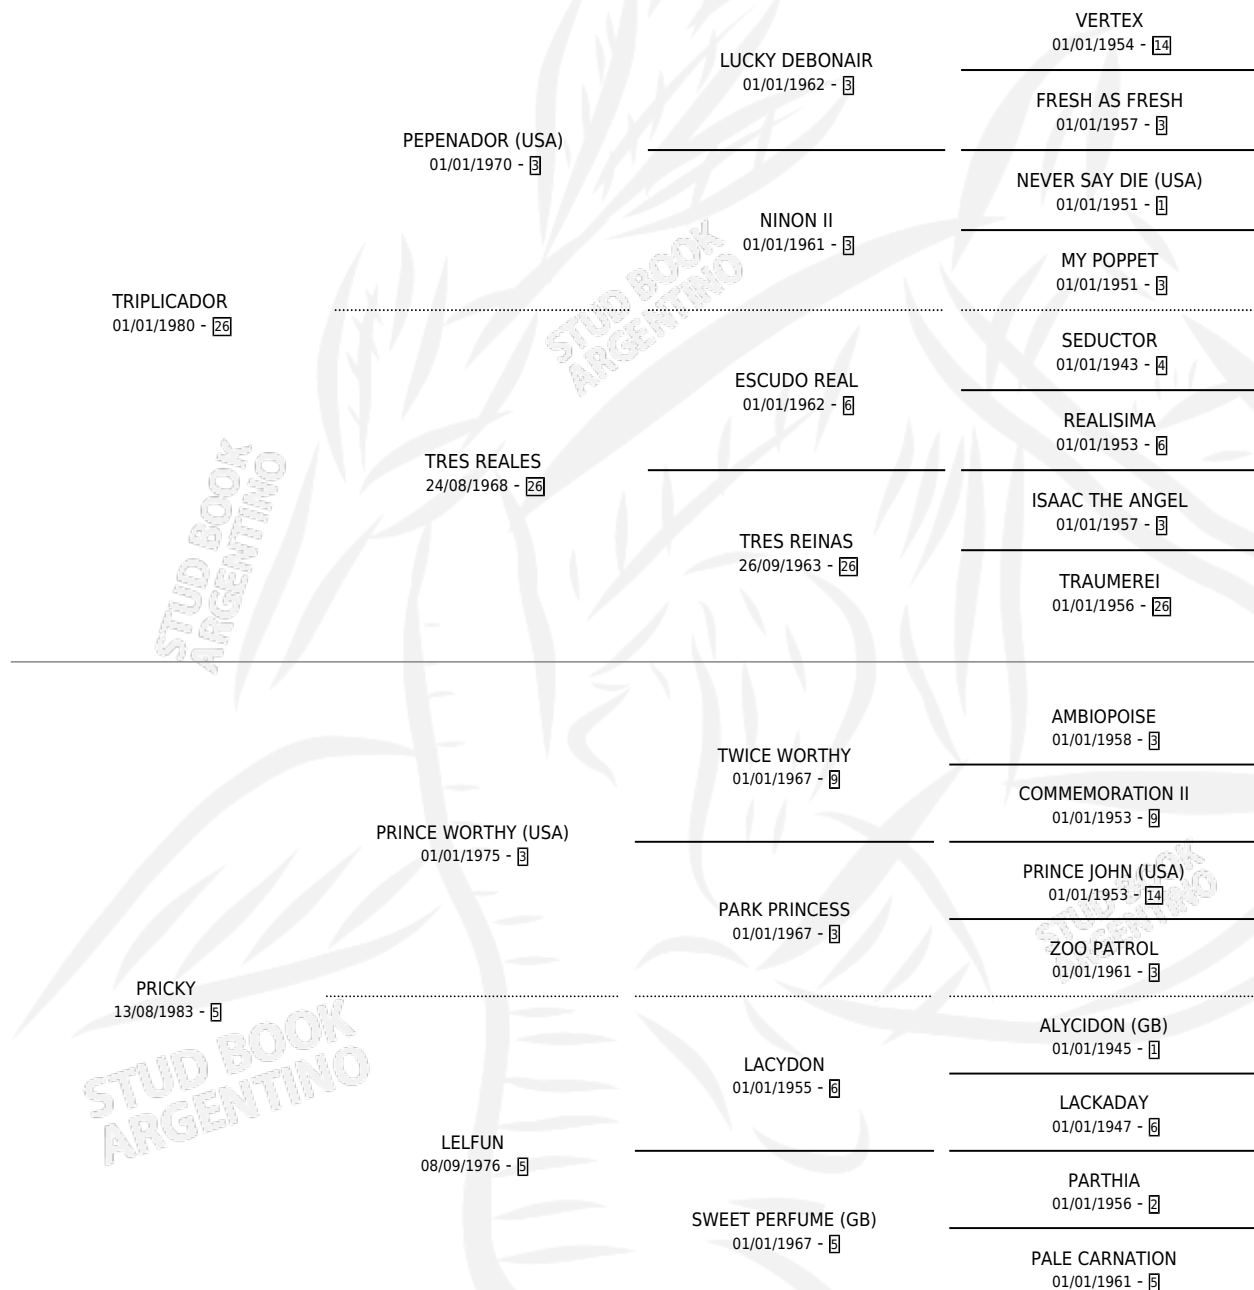 VERTEX
01/01/1954 - 14
LUCKY DEBONAIR
01/01/1962 - 3
FRESH AS FRESH
01/01/1957 - 3
PEPENADOR (USA)
01/01/1970 - 3
NEVER SAY DIE (USA)
01/01/1951 - 1
NINON II
01/01/1961 - 3
MY POPPET
01/01/1951 - 3
TRIPLICADOR
01/01/1980 - 26
SEDUCTOR
01/01/1943 - 4
ESCUDO REAL
01/01/1962 - 6
REALISIMA
01/01/1953 - 6
TRES REALES
24/08/1968 - 26
ISAAC THE ANGEL
01/01/1957 - 3
TRES REINAS
26/09/1963 - 26
TRAUMEREI
01/01/1956 - 26
STUD BOOK
ARGENTINO
STUD BOOK
ARGENTINO
AMBIOPOISE
01/01/1958 - 3
TWICE WORTHY
01/01/1967 - 9
COMMEMORATION II
01/01/1953 - 9
PRINCE WORTHY (USA)
01/01/1975 - 3
PRINCE JOHN (USA)
01/01/1953 - 14
PARK PRINCESS
01/01/1967 - 3
ZOO PATROL
01/01/1961 - 3
STUD BOOK
ARGENTINO
PRICKY
13/08/1983 - 5
ALYCIDON (GB)
01/01/1945 - 1
LACYDON
01/01/1955 - 6
LACKADAY
01/01/1947 - 6
STUD BOOK
ARGENTINO
LELFUN
08/09/1976 - 5
PARTHIA
01/01/1956 - 2
SWEET PERFUME (GB)
01/01/1967 - 5
PALE CARNATION
01/01/1961 - 5